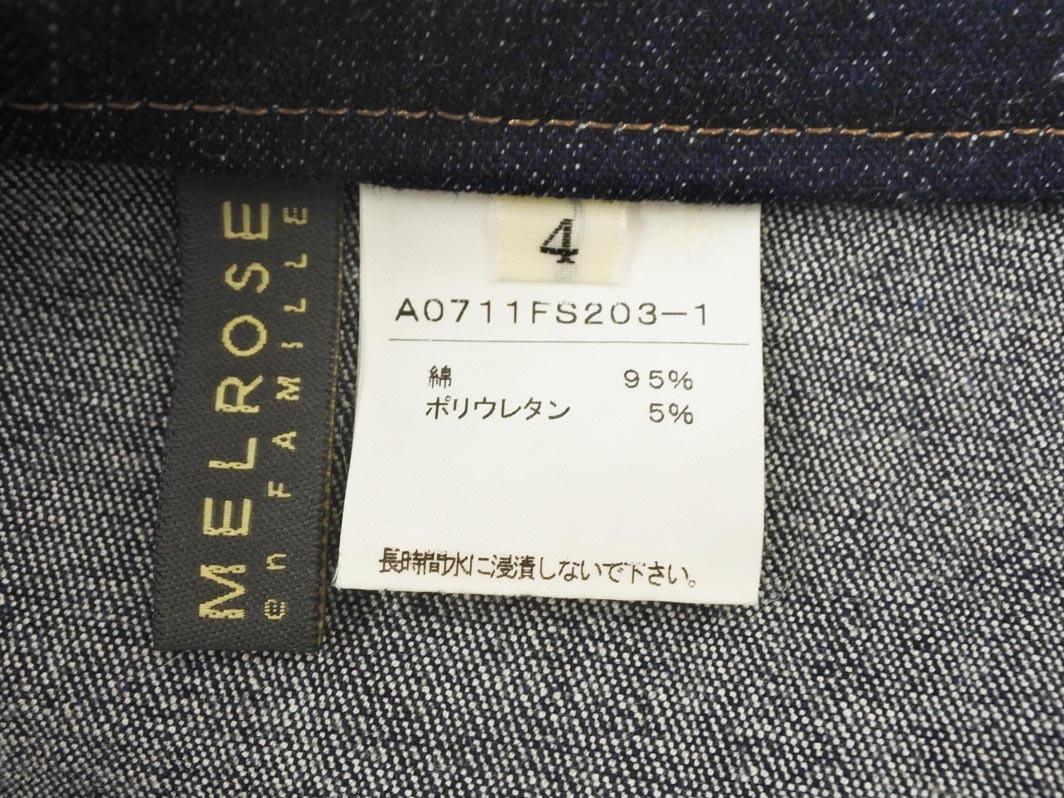 MELROSE
en FAMiLLE
4
A0711FS203-1
綿 95%
ポリウレタン 5%
長時間水に浸漬しないで下さい。